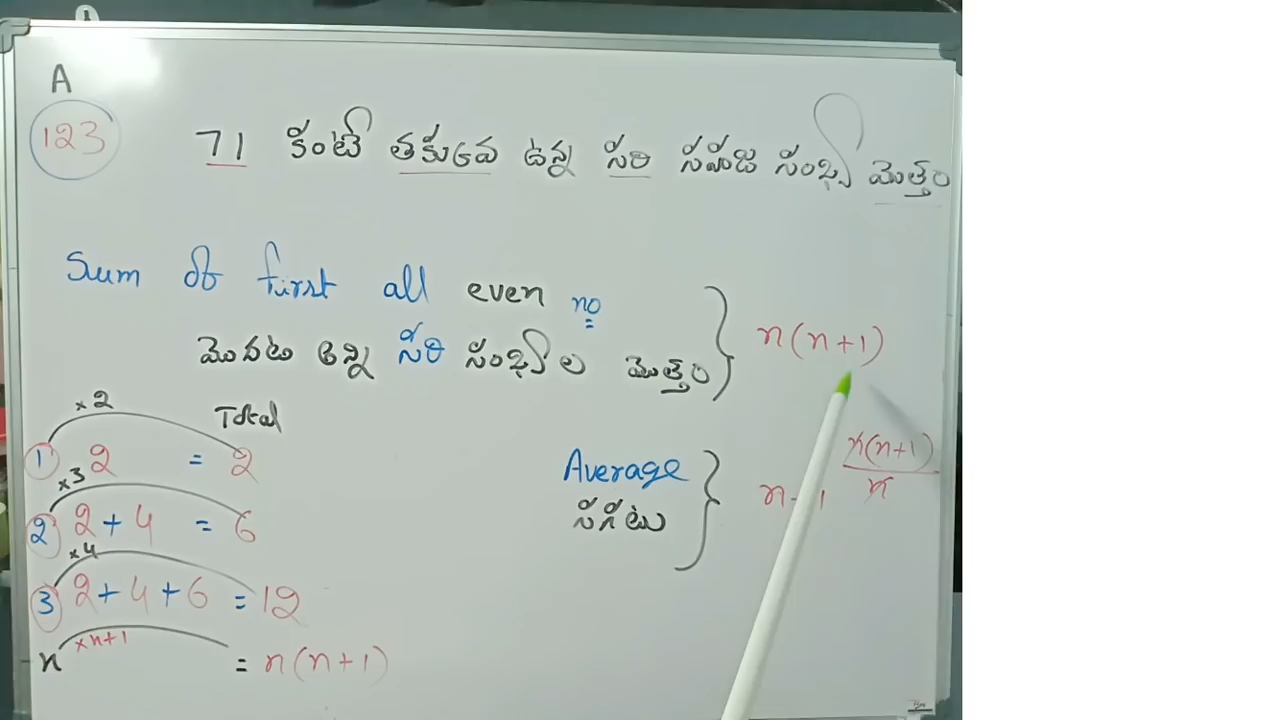 A
123
71 కంటే తక్కువ ఉన్న సరి సహజ సంఖ్య మొత్తం
Sum of first all even no
మొదట అన్ని సరి సంఖ్యల మొత్తం
n(n+1)
×2
Total
1 2 = 2
×3
2 2 + 4 = 6
×4
3 2 + 4 + 6 = 12
n ×n+1 = n(n+1)
Average
సగటు
n(n+1)
n